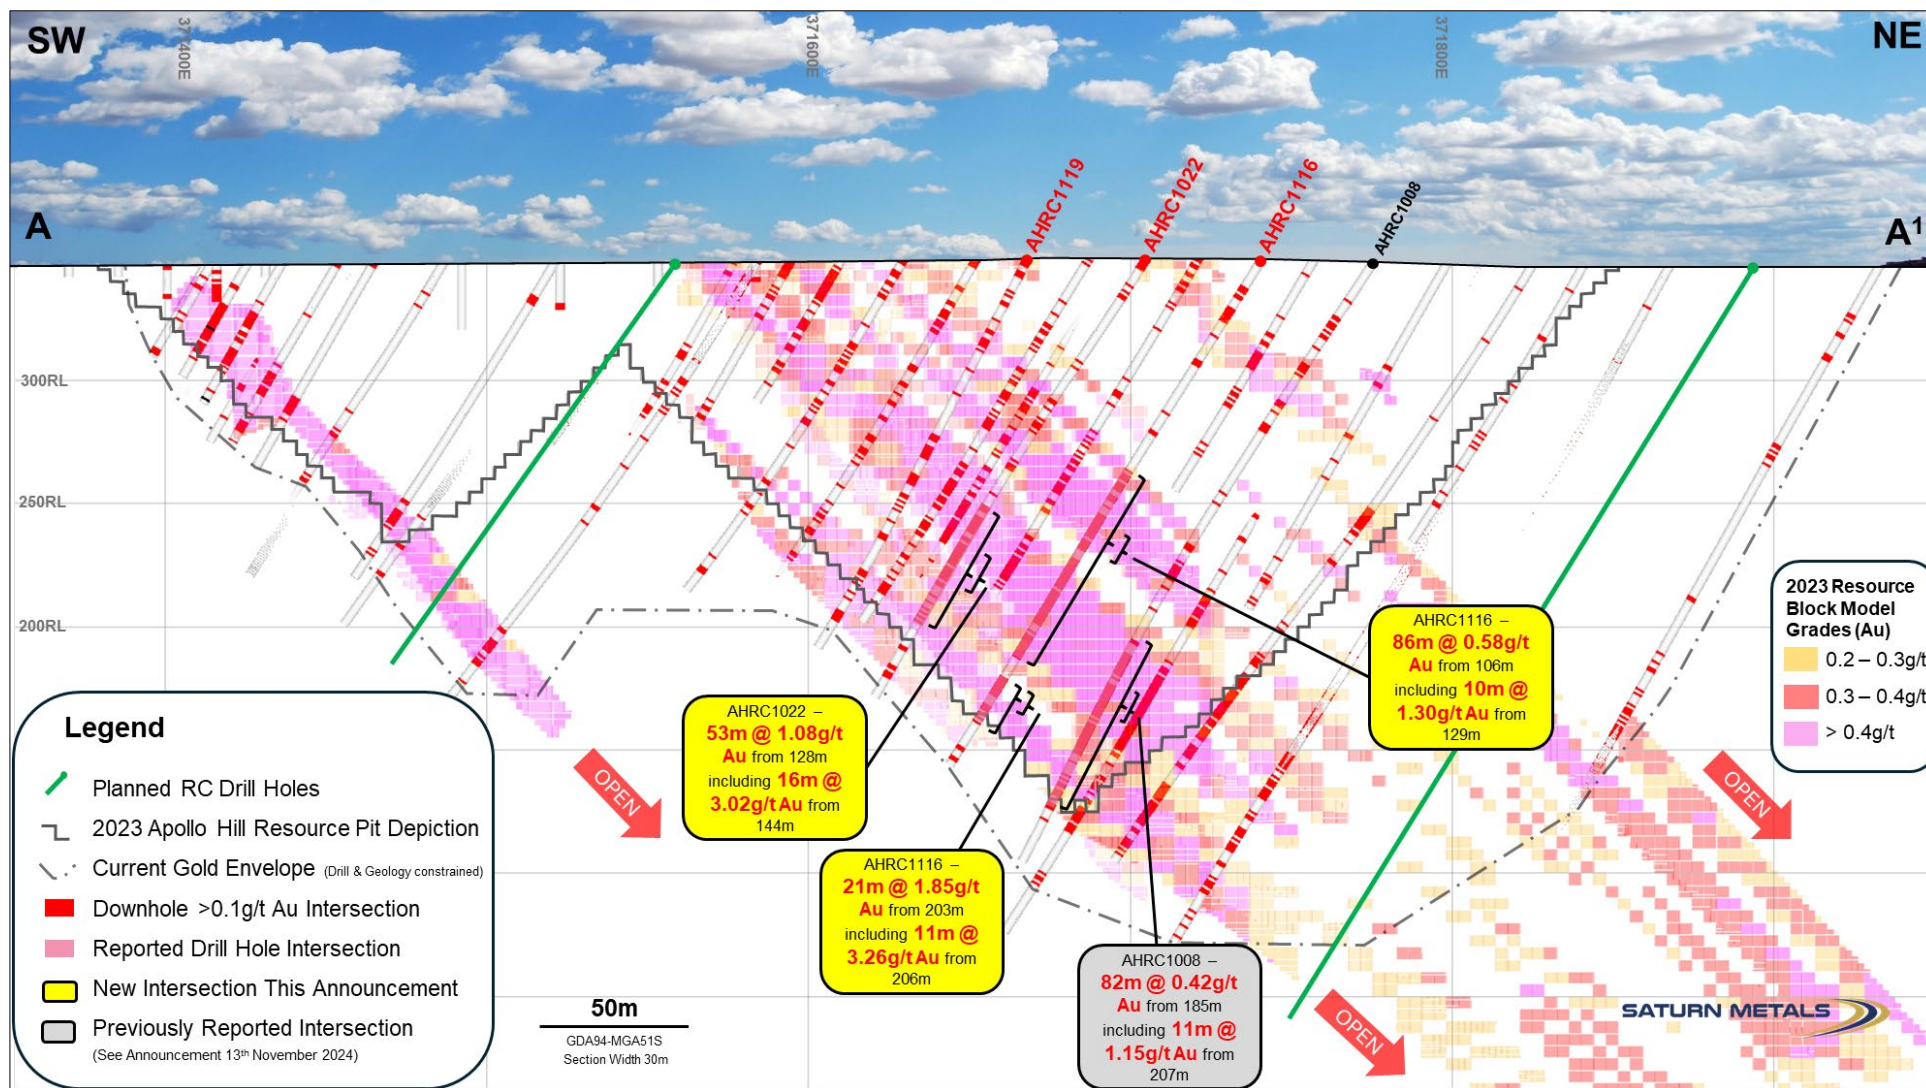 SW
371400E
371600E
371800E
NE
A
A¹
AHRC1119
AHRC1022
AHRC1116
AHRC1008
300RL
250RL
200RL
AHRC1116 –
86m @ 0.58g/t
Au from 106m
including 10m @
1.30g/t Au from
129m
2023 Resource
Block Model
Grades (Au)
0.2 – 0.3g/t
0.3 – 0.4g/t
> 0.4g/t
AHRC1022 –
53m @ 1.08g/t
Au from 128m
including 16m @
3.02g/t Au from
144m
AHRC1116 –
21m @ 1.85g/t
Au from 203m
including 11m @
3.26g/t Au from
206m
AHRC1008 –
82m @ 0.42g/t
Au from 185m
including 11m @
1.15g/t Au from
207m
OPEN
OPEN
OPEN
Legend
Planned RC Drill Holes
2023 Apollo Hill Resource Pit Depiction
Current Gold Envelope (Drill & Geology constrained)
Downhole >0.1g/t Au Intersection
Reported Drill Hole Intersection
New Intersection This Announcement
Previously Reported Intersection
(See Announcement 13th November 2024)
50m
GDA94-MGA51S
Section Width 30m
SATURN METALS